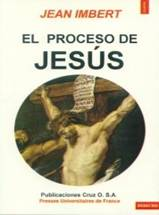 JEAN IMBERT
EL PROCESO DE
JESÚS
Publicaciones Cruz O. S.A.
Presses Universitaires de France